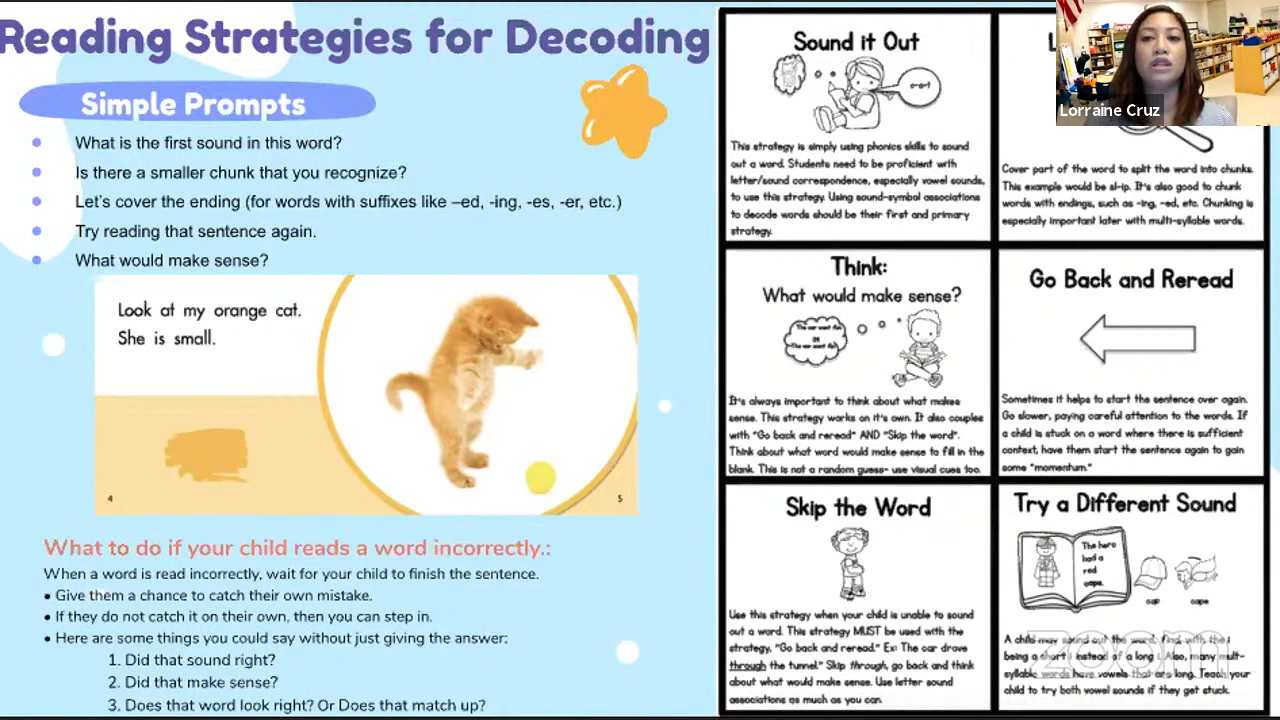 Reading Strategies for Decoding
Simple Prompts
What is the first sound in this word?
Is there a smaller chunk that you recognize?
Let's cover the ending (for words with suffixes like –ed, -ing, -es, -er, etc.)
Try reading that sentence again.
What would make sense?
Look at my orange cat.
She is small.
4
5
What to do if your child reads a word incorrectly.:
When a word is read incorrectly, wait for your child to finish the sentence.
• Give them a chance to catch their own mistake.
• If they do not catch it on their own, then you can step in.
• Here are some things you could say without just giving the answer:
1. Did that sound right?
2. Did that make sense?
3. Does that word look right? Or Does that match up?
Sound it Out
This strategy is simply using phonics skills to sound
out a word. Students need to be proficient with
letter/sound correspondence, especially vowel sounds,
to use this strategy. Using sound-symbol associations
to decode words should be their first and primary
strategy.
L
Lorraine Cruz
Cover part of the word to split the word into chunks.
This example would be sl-ip. It's also good to chunk
words with endings, such as -ing, -ed, etc. Chunking is
especially important later with multi-syllable words.
Think:
What would make sense?
It's always important to think about what makes
sense. This strategy works on it's own. It also couples
with "Go back and reread" AND "Skip the word".
Think about what word would make sense to fill in the
blank. This is not a random guess- use visual cues too.
Go Back and Reread
Sometimes it helps to start the sentence over again.
Go slower, paying careful attention to the words. If
a child is stuck on a word where there is sufficient
context, have them start the sentence again to gain
some "momentum."
Skip the Word
Use this strategy when your child is unable to sound
out a word. This strategy MUST be used with the
strategy, "Go back and reread." Ex: The car drove
through the tunnel." Skip through, go back and think
about what would make sense. Use letter sound
associations as much as you can.
Try a Different Sound
The hero
had a
red
cape.
cap
cape
A child may sound out the word, find, with the i
being a short i instead of a long i. Also, many mult-
syllable words have vowels that are long. Teach your
child to try both vowel sounds if they get stuck.
zoom